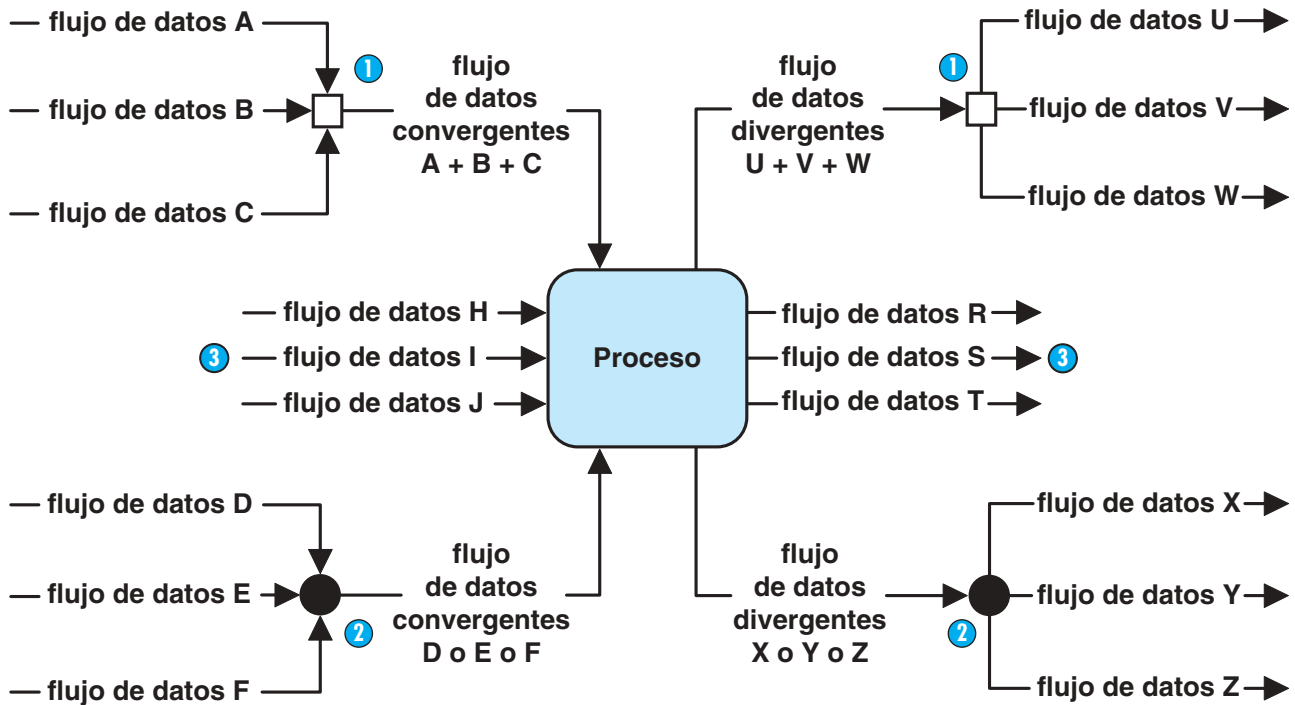 flujo de datos A
1
flujo de datos B
flujo de datos C
flujo
de datos
convergentes
A + B + C
flujo
de datos
divergentes
U + V + W
1
flujo de datos U
flujo de datos V
flujo de datos W
flujo de datos H
3
flujo de datos I
flujo de datos J
Proceso
flujo de datos R
flujo de datos S
3
flujo de datos T
flujo de datos D
flujo de datos E
2
flujo de datos F
flujo
de datos
convergentes
D o E o F
flujo
de datos
divergentes
X o Y o Z
2
flujo de datos X
flujo de datos Y
flujo de datos Z